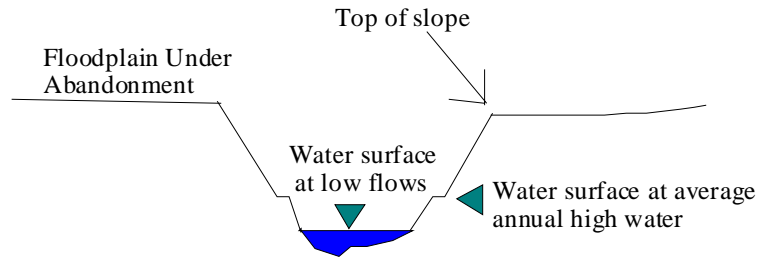 Top of slope
Floodplain Under
Abandonment
Water surface
at low flows
Water surface at average
annual high water